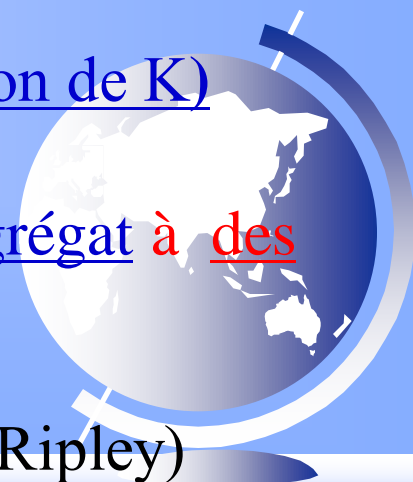 on de K)
grégat à des
Ripley)